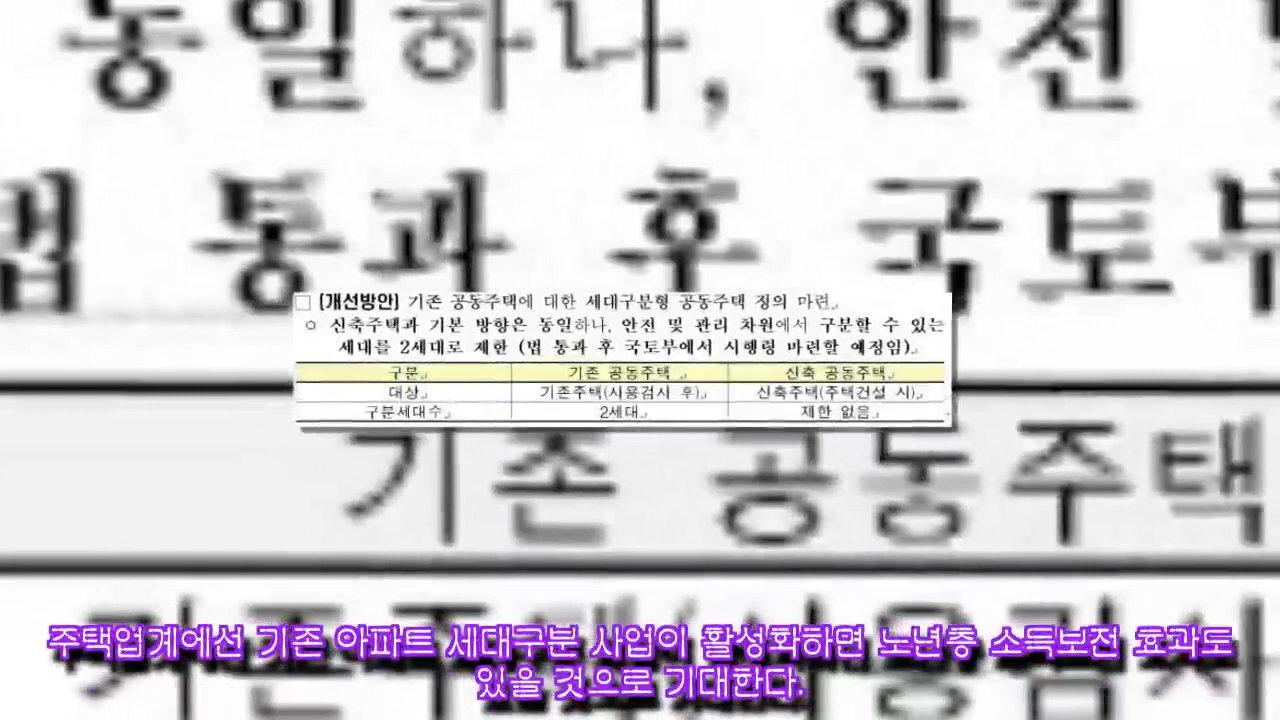 동일하나, 안전
법 통과 후 국토부
□ [개선방안] 기존 공동주택에 대한 세대구분형 공동주택 정의 마련
○ 신축주택과 기본 방향은 동일하나, 안전 및 관리 차원에서 구분할 수 있는
세대를 2세대로 제한 (법 통과 후 국토부에서 시행령 마련할 예정임)
구분 기존 공동주택 신축 공동주택
대상 기존주택(사용검사 후) 신축주택(주택건설 시)
구분세대수 2세대 제한 없음
기존 공동주택
기존주택(사용검사
주택업계에선 기존 아파트 세대구분 사업이 활성화하면 노년층 소득보전 효과도
있을 것으로 기대한다.